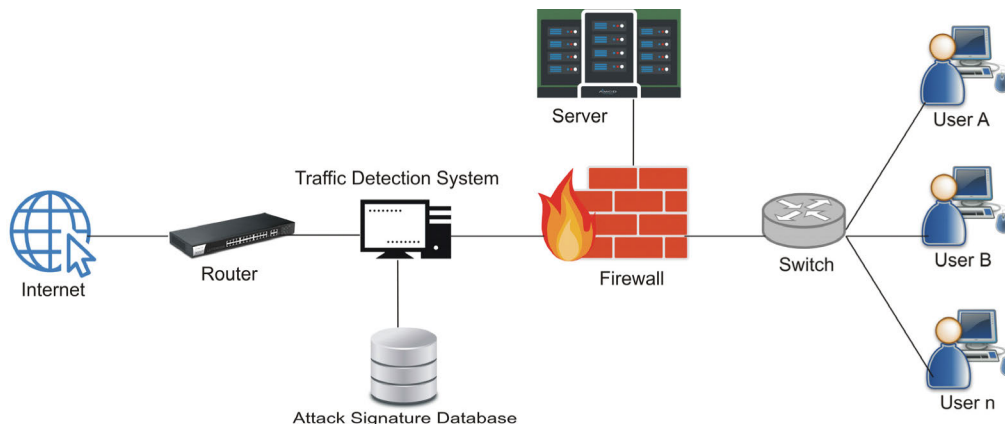 Server
User A
Traffic Detection System
User B
Router
Firewall
Switch
Internet
User n
Attack Signature Database